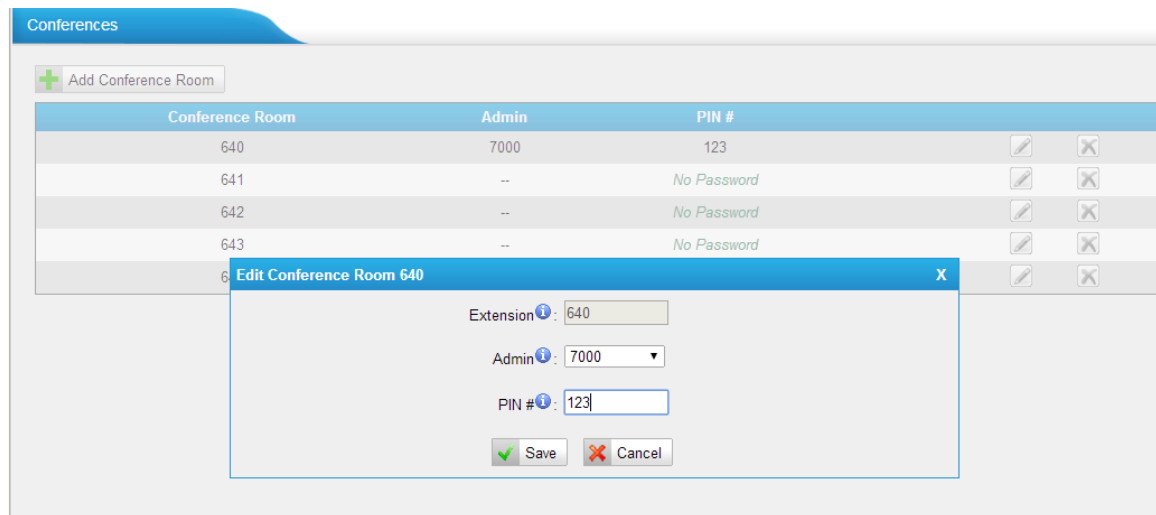 Conferences
Add Conference Room
Conference Room Admin PIN #
640 7000 123
641 -- No Password
642 -- No Password
643 -- No Password
Edit Conference Room 640 X
Extension : 640
Admin : 7000
PIN # : 123
Save Cancel